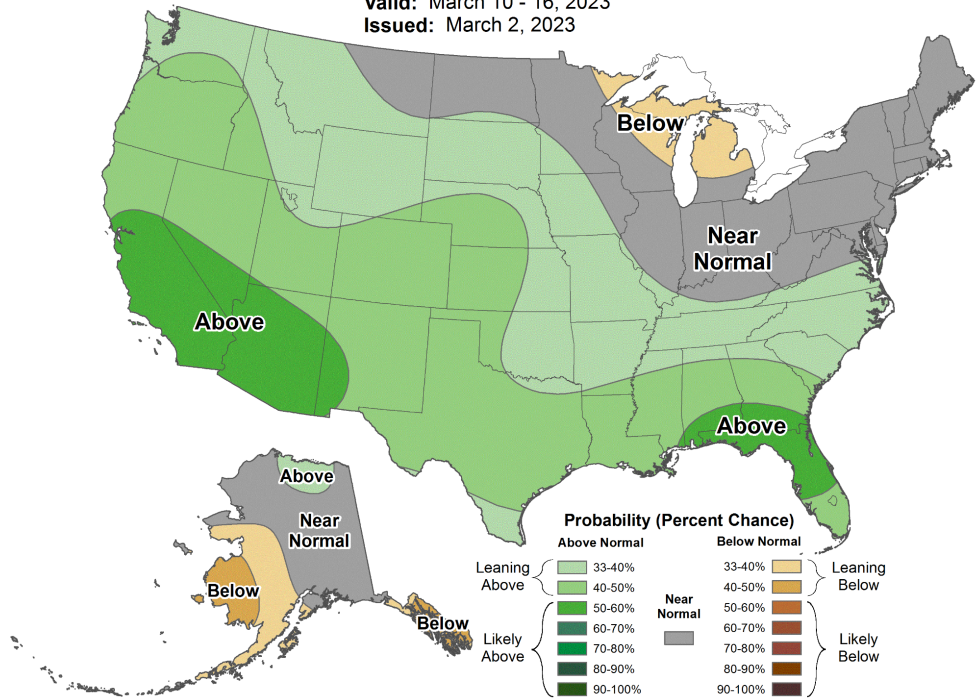 Valid: March 10 - 16, 2023
Issued: March 2, 2023
Below
Near
Normal
Above
Above
Above
Near
Normal
Below
Below
Probability (Percent Chance)
Above Normal
Below Normal
Leaning
Above
33-40%
40-50%
Likely
Above
50-60%
60-70%
70-80%
80-90%
90-100%
Near
Normal
33-40%
40-50%
Leaning
Below
50-60%
60-70%
70-80%
80-90%
90-100%
Likely
Below